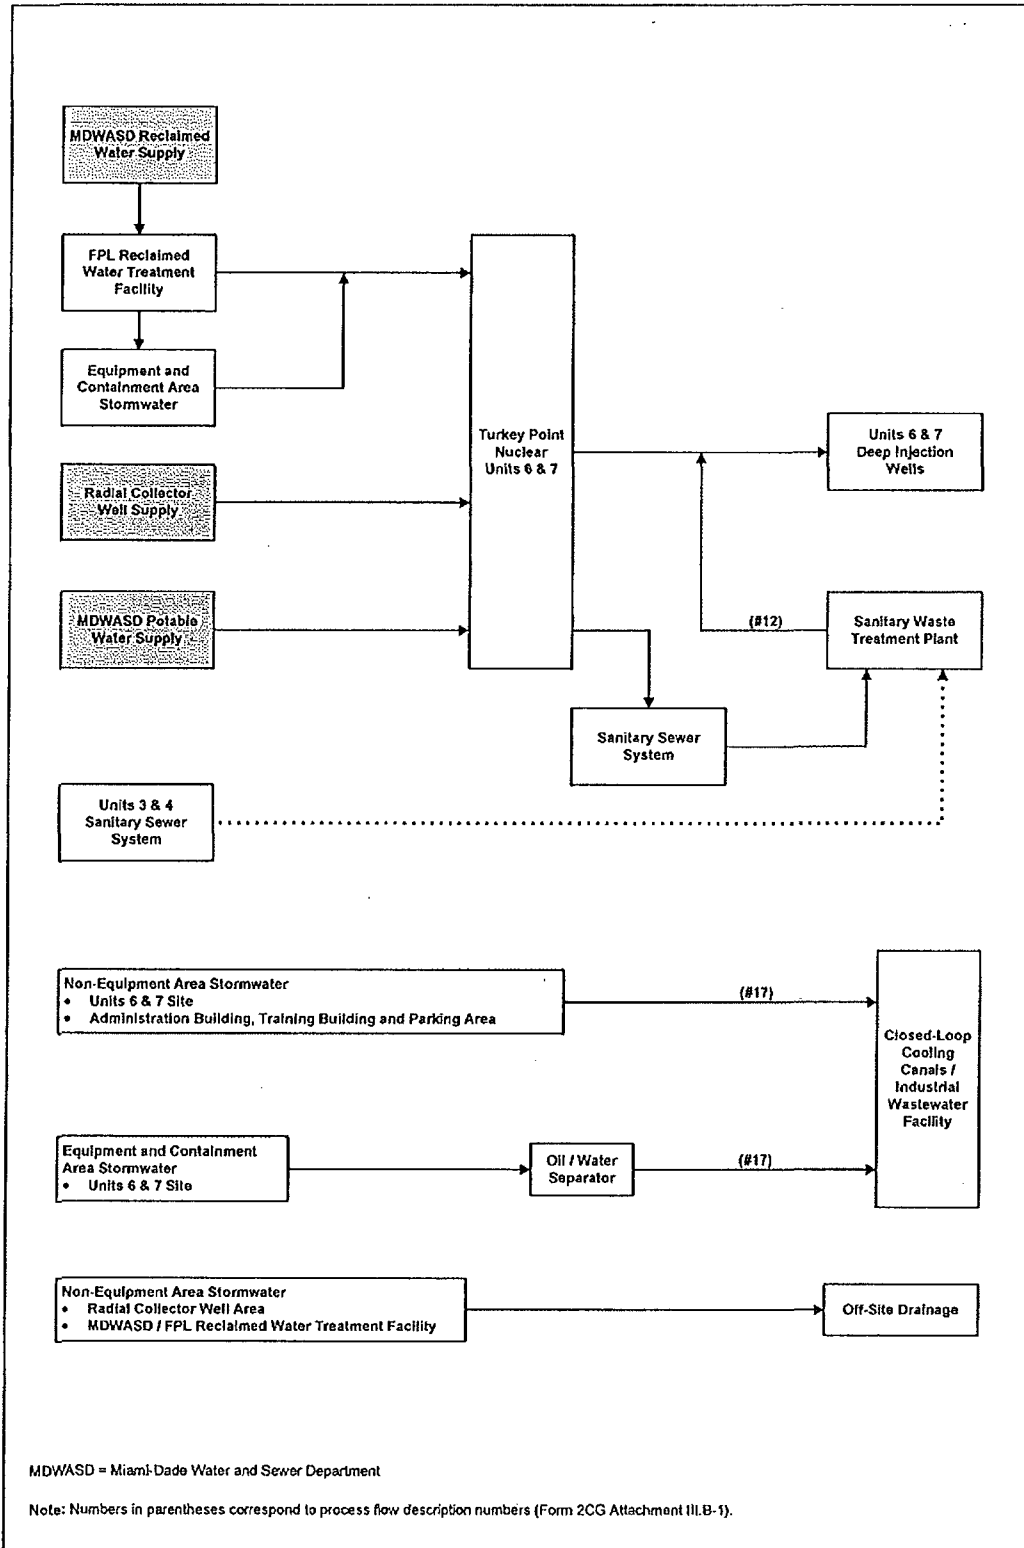 MDWASD Reclaimed
Water Supply
FPL Reclaimed
Water Treatment
Facility
Equipment and
Containment Area
Stormwater
Radial Collector
Well Supply
MDWASD Potable
Water Supply
Turkey Point
Nuclear
Units 6 & 7
Units 6 & 7
Deep Injection
Wells
(#12)
Sanitary Waste
Treatment Plant
Sanitary Sewer
System
Units 3 & 4
Sanitary Sewer
System
Non-Equipment Area Stormwater
• Units 6 & 7 Site
• Administration Building, Training Building and Parking Area
(#17)
Closed-Loop
Cooling
Canals /
Industrial
Wastewater
Facility
Equipment and Containment
Area Stormwater
• Units 6 & 7 Site
Oil / Water
Separator
(#17)
Non-Equipment Area Stormwater
• Radial Collector Well Area
• MDWASD / FPL Reclaimed Water Treatment Facility
Off-Site Drainage
MDWASD = Miami-Dade Water and Sewer Department
Note: Numbers in parentheses correspond to process flow description numbers (Form 2CG Attachment III.B-1).